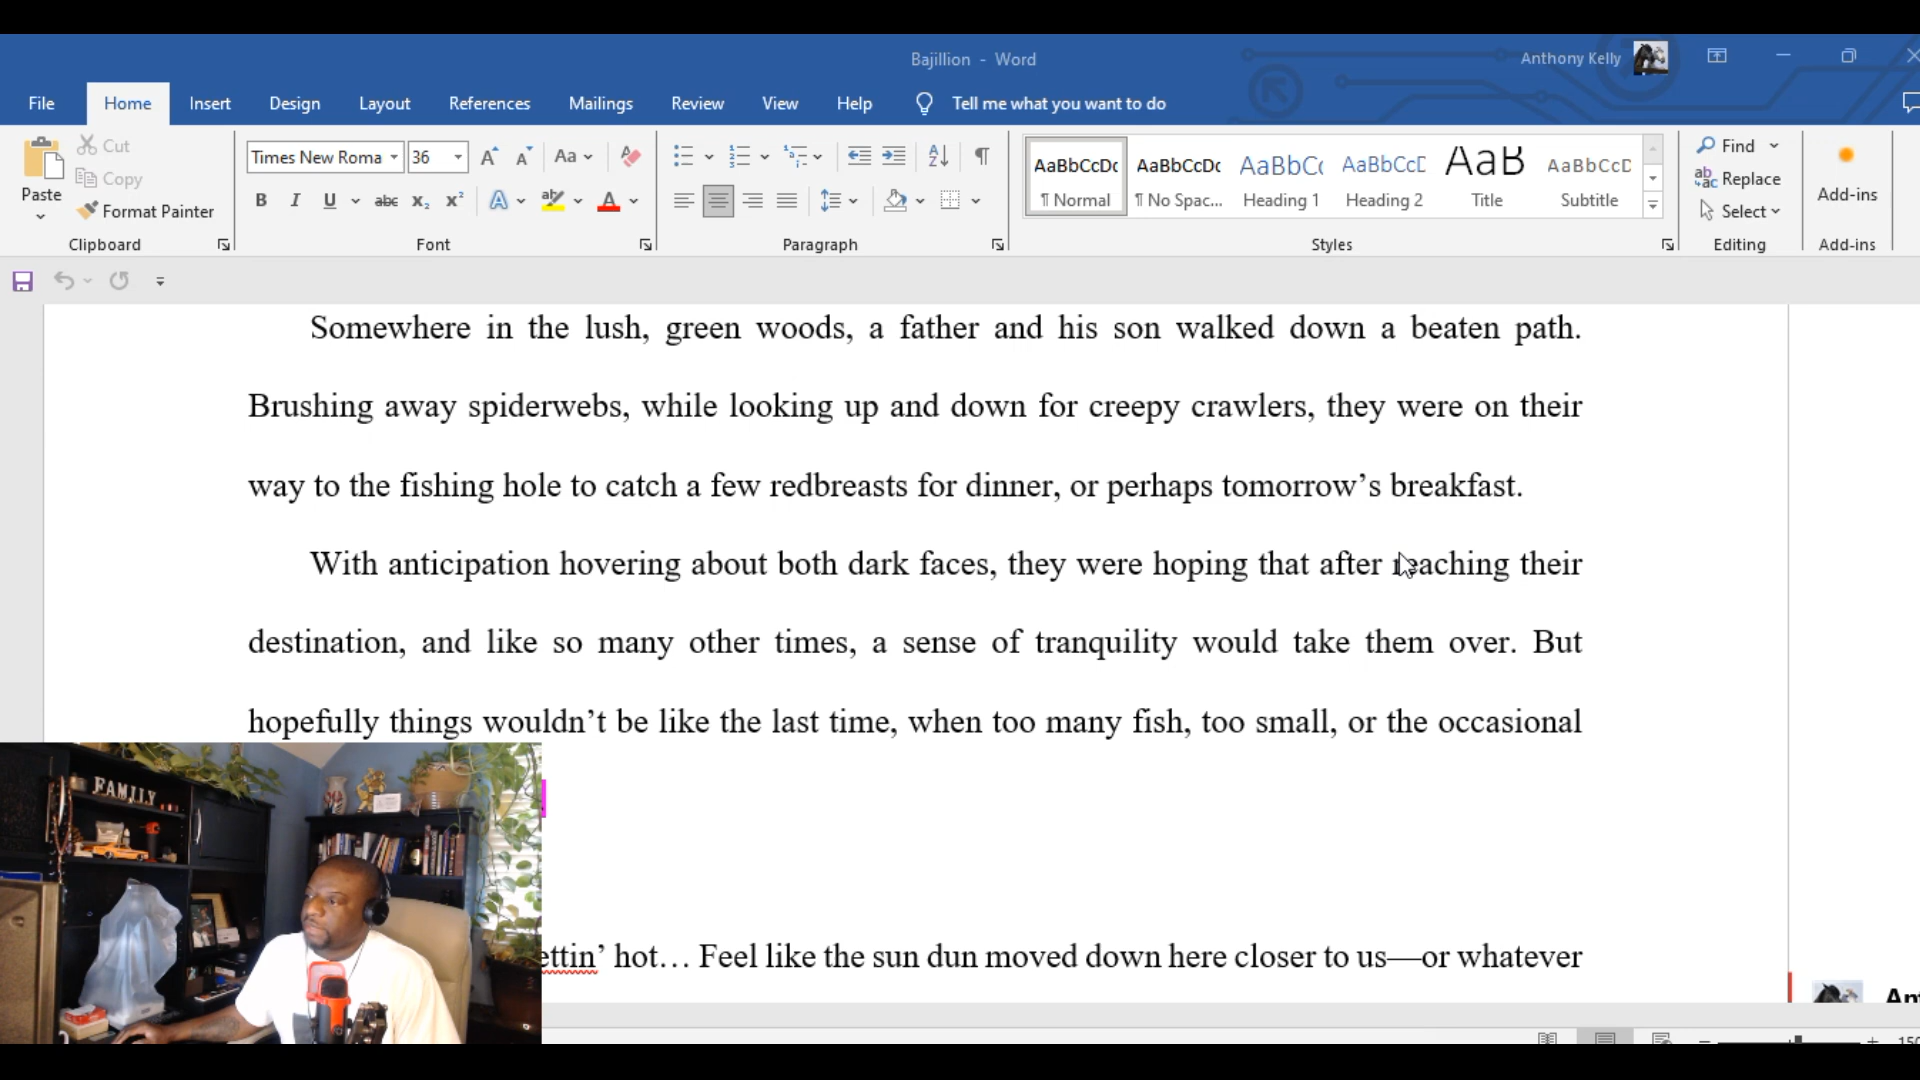 Bajillion - Word
Anthony Kelly
File Home Insert Design Layout References Mailings Review View Help Tell me what you want to do
Paste
Cut
Copy
Format Painter
Clipboard
Times New Roma 36
Font
Paragraph
AaBbCcDc AaBbCcDc AaBbC AaBbCcD AaB AaBbCcD
¶ Normal ¶ No Spac... Heading 1 Heading 2 Title Subtitle
Styles
Find
Replace
Select
Editing
Add-ins
Add-ins
Somewhere in the lush, green woods, a father and his son walked down a beaten path.
Brushing away spiderwebs, while looking up and down for creepy crawlers, they were on their
way to the fishing hole to catch a few redbreasts for dinner, or perhaps tomorrow’s breakfast.
With anticipation hovering about both dark faces, they were hoping that after reaching their
destination, and like so many other times, a sense of tranquility would take them over. But
hopefully things wouldn’t be like the last time, when too many fish, too small, or the occasional
FAMILY
ettin’ hot… Feel like the sun dun moved down here closer to us—or whatever